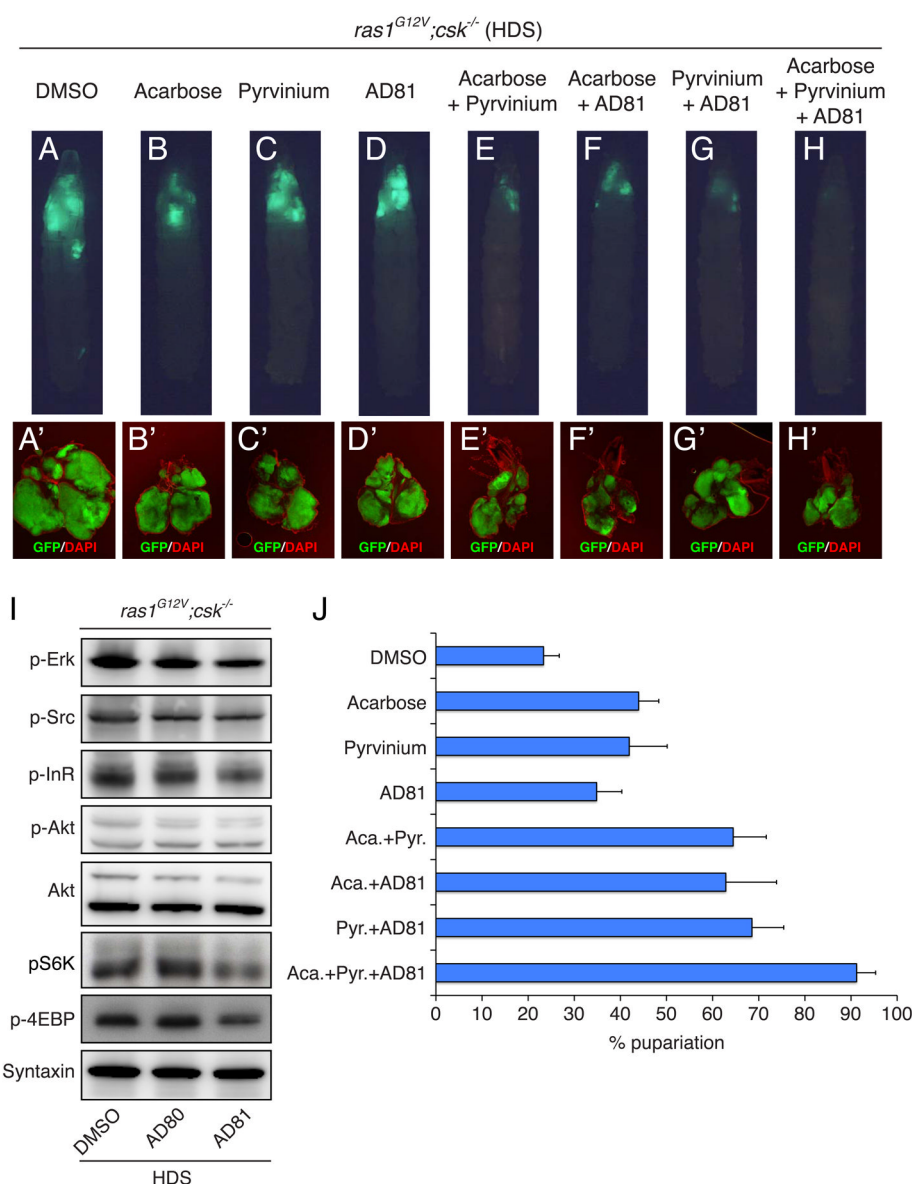 ras1G12V;csk-/- (HDS)
DMSO
Acarbose
Pyrvinium
AD81
Acarbose
+ Pyrvinium
Acarbose
+ AD81
Pyrvinium
+ AD81
Acarbose
+ Pyrvinium
+ AD81
A B C D E F G H
A' B' C' D' E' F' G' H'
GFP/DAPI GFP/DAPI GFP/DAPI GFP/DAPI GFP/DAPI GFP/DAPI GFP/DAPI GFP/DAPI
I
ras1G12V;csk-/-
p-Erk
p-Src
p-InR
p-Akt
Akt
pS6K
p-4EBP
Syntaxin
DMSO
AD80
AD81
HDS
J
DMSO
Acarbose
Pyrvinium
AD81
Aca.+Pyr.
Aca.+AD81
Pyr.+AD81
Aca.+Pyr.+AD81
0 10 20 30 40 50 60 70 80 90 100
% pupariation